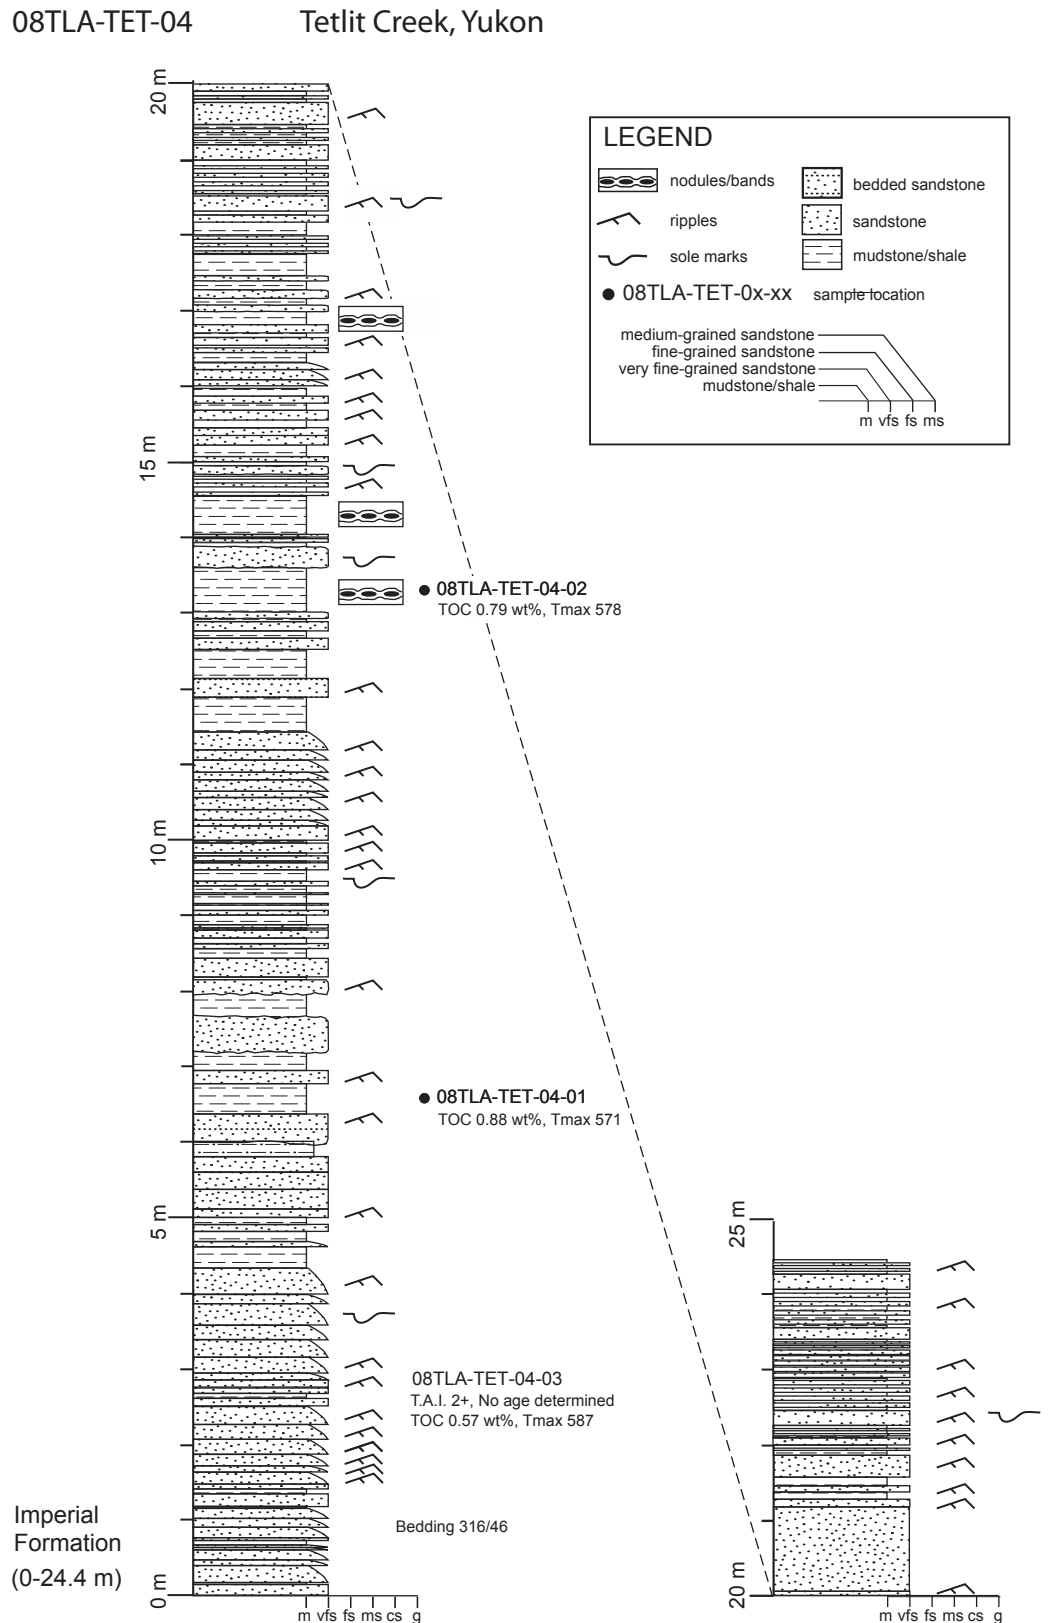 08TLA-TET-04 Tetlit Creek, Yukon
20 m
LEGEND
nodules/bands
bedded sandstone
ripples
sandstone
sole marks
mudstone/shale
08TLA-TET-0x-xx sample location
medium-grained sandstone
fine-grained sandstone
very fine-grained sandstone
mudstone/shale
m vfs fs ms
15 m
08TLA-TET-04-02
TOC 0.79 wt%, Tmax 578
10 m
08TLA-TET-04-01
TOC 0.88 wt%, Tmax 571
5 m
25 m
08TLA-TET-04-03
T.A.I. 2+, No age determined
TOC 0.57 wt%, Tmax 587
Imperial
Formation
(0-24.4 m)
Bedding 316/46
0 m
20 m
m vfs fs ms cs g
m vfs fs ms cs g